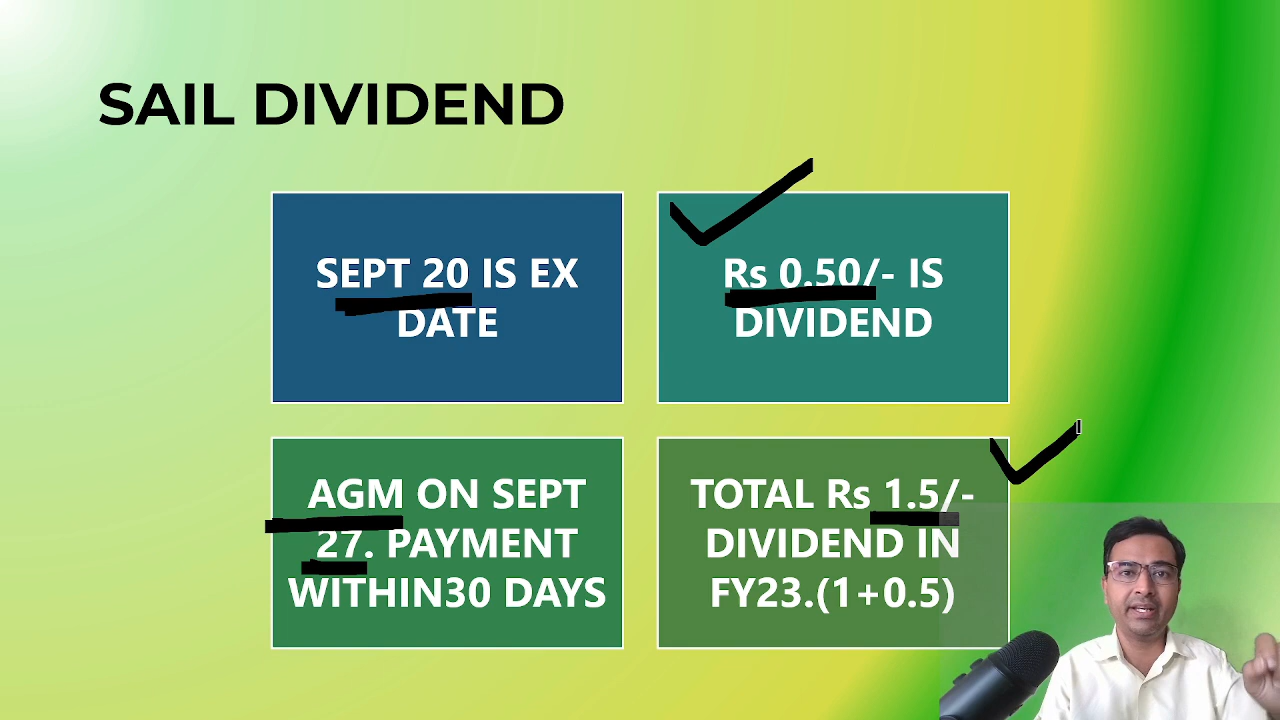 SAIL DIVIDEND
SEPT 20 IS EX
DATE
Rs 0.50/- IS
DIVIDEND
AGM ON SEPT
27. PAYMENT
WITHIN30 DAYS
TOTAL Rs 1.5/-
DIVIDEND IN
FY23.(1+0.5)